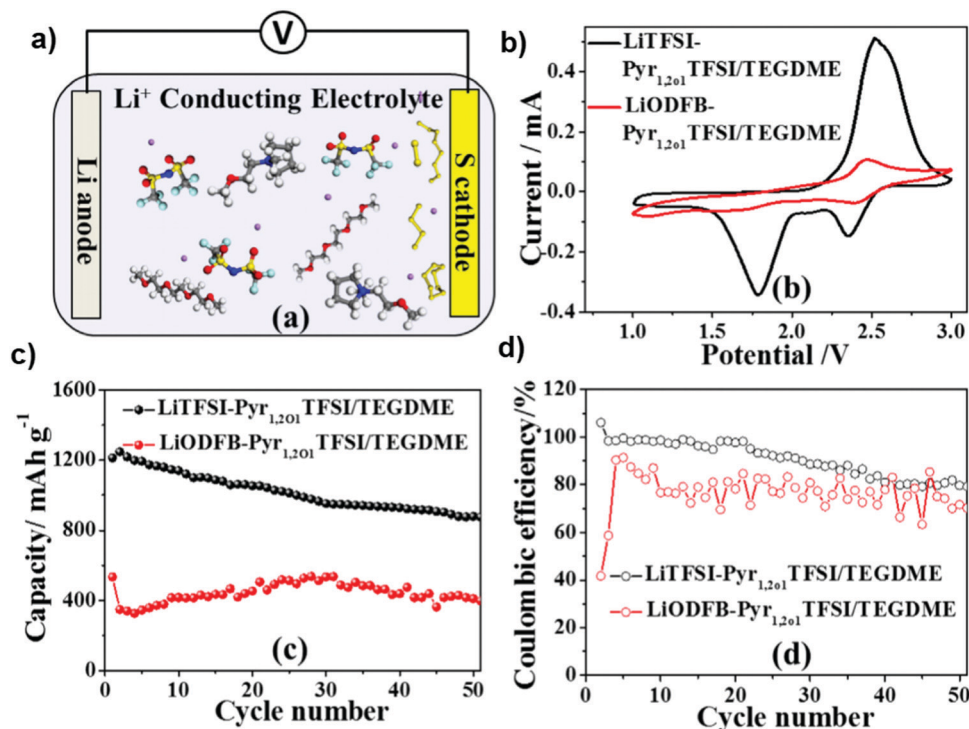 a)
V
Li⁺ Conducting Electrolyte
Li anode
S cathode
(a)
b)
LiTFSI-
Pyr₁,₂ₒ₁TFSI/TEGDME
LiODFB-
Pyr₁,₂ₒ₁TFSI/TEGDME
Current / mA
0.4
0.2
0.0
-0.2
-0.4
(b)
1.0 1.5 2.0 2.5 3.0
Potential /V
c)
LiTFSI-Pyr₁,₂₀₁TFSI/TEGDME
LiODFB-Pyr₁,₂₀₁TFSI/TEGDME
Capacity/ mAh g⁻¹
1600
1200
800
400
0
(c)
0 10 20 30 40 50
Cycle number
d)
Coulombic efficiency/%
120
100
80
60
40
20
0
LiTFSI-Pyr₁,₂ₒ₁TFSI/TEGDME
LiODFB-Pyr₁,₂ₒ₁TFSI/TEGDME
(d)
0 10 20 30 40 50
Cycle number